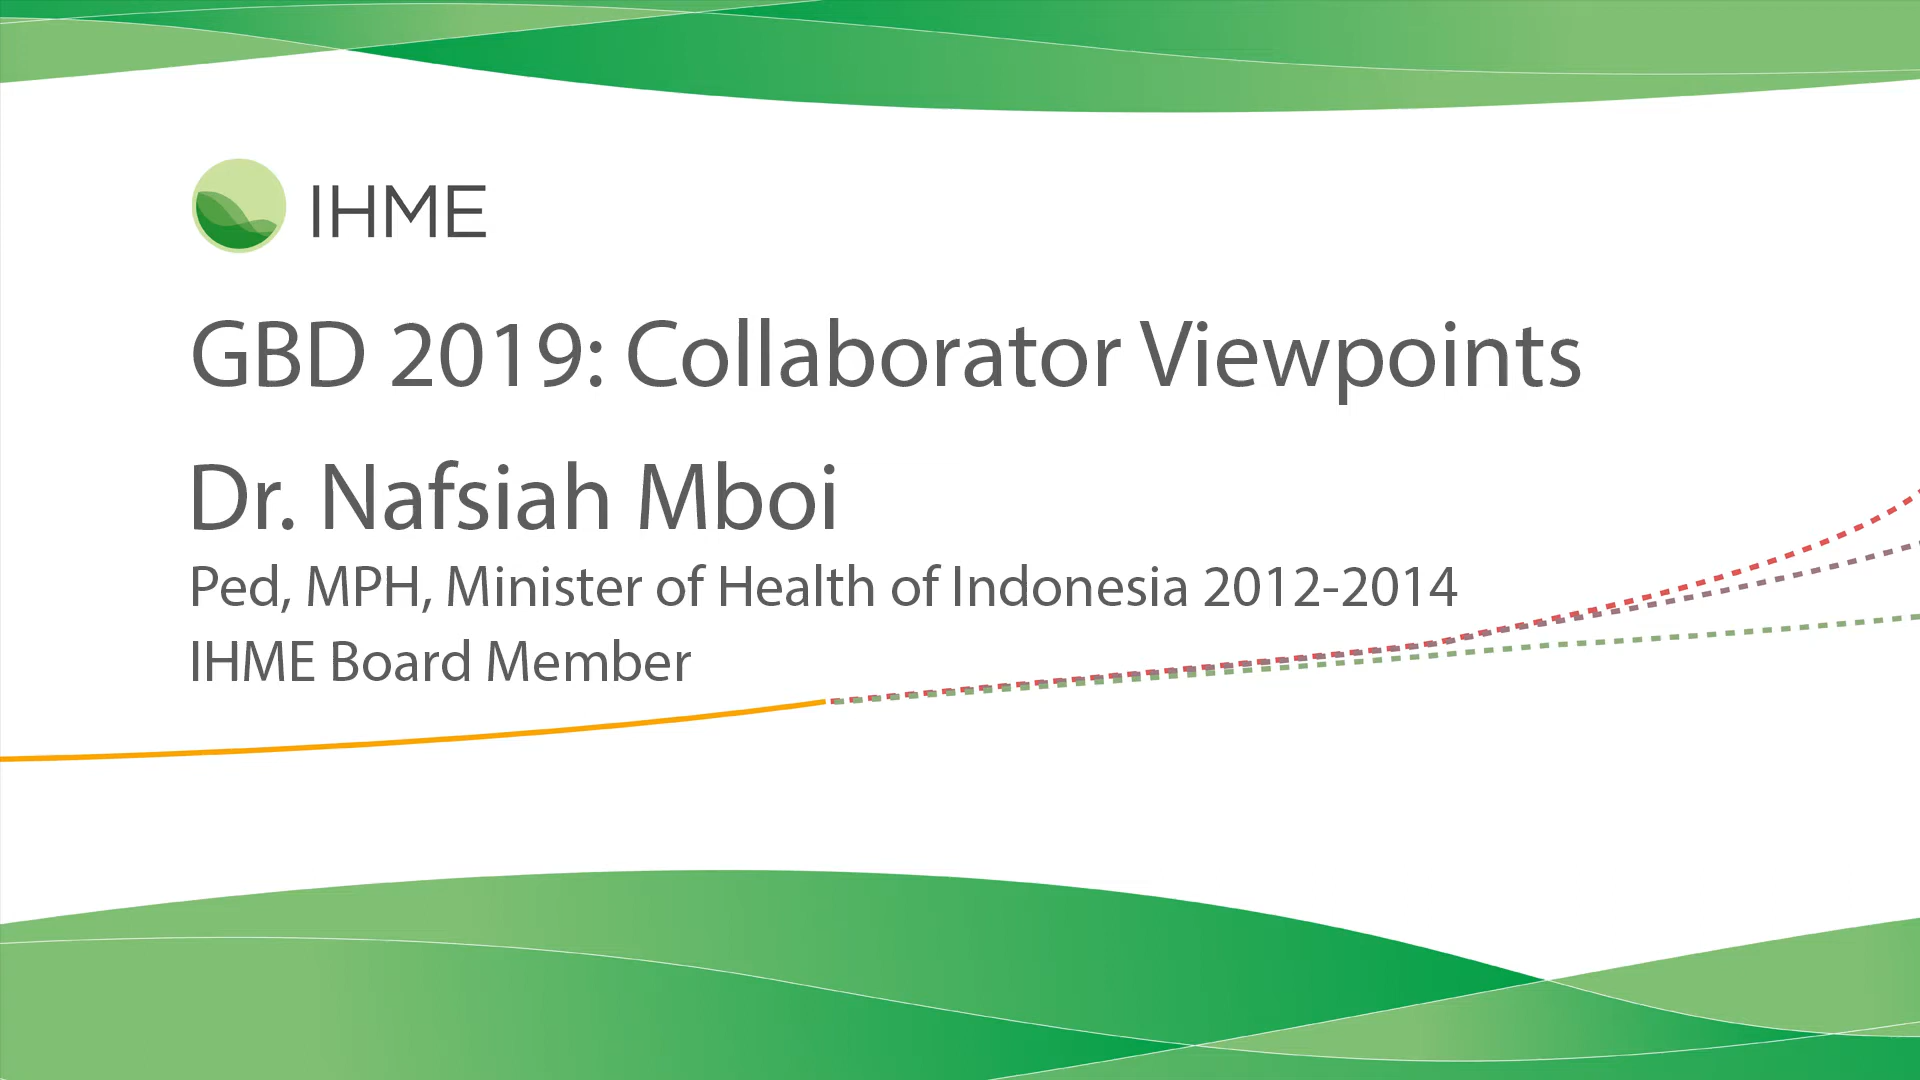 IHME
GBD 2019: Collaborator Viewpoints
Dr. Nafsiah Mboi
Ped, MPH, Minister of Health of Indonesia 2012-2014
IHME Board Member